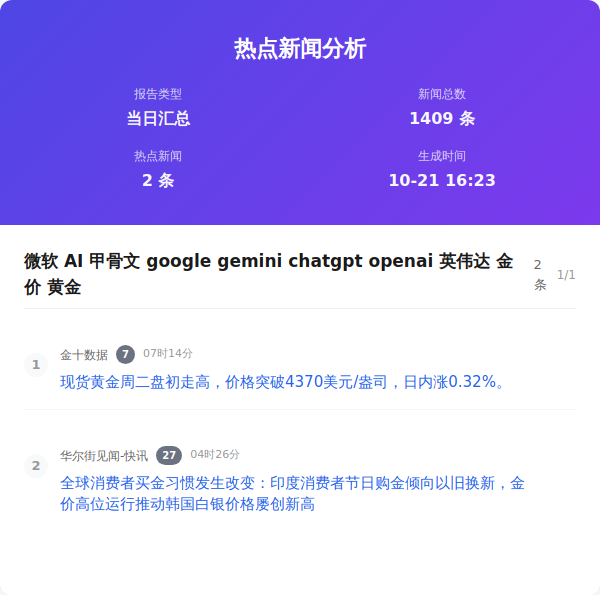 热点新闻分析
报告类型
当日汇总
新闻总数
1409 条
热点新闻
2 条
生成时间
10-21 16:23
微软 AI 甲骨文 google gemini chatgpt openai 英伟达 金
价 黄金
2
条
1/1
1
金十数据 7 07时14分
现货黄金周二盘初走高，价格突破4370美元/盎司，日内涨0.32%。
2
华尔街见闻-快讯 27 04时26分
全球消费者买金习惯发生改变：印度消费者节日购金倾向以旧换新，金
价高位运行推动韩国白银价格屡创新高